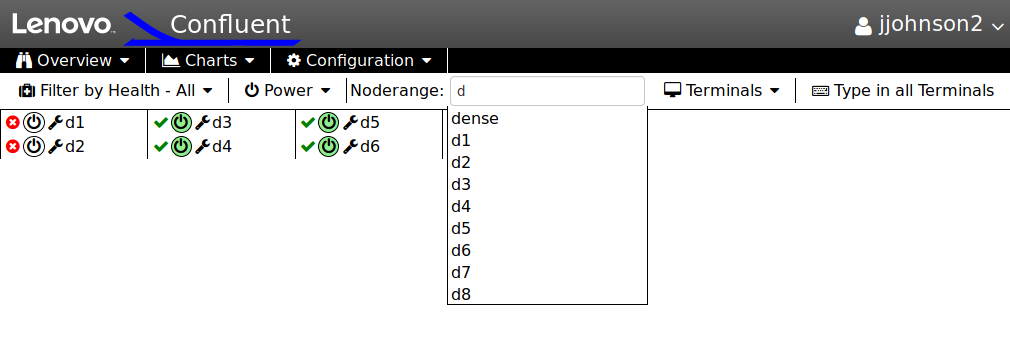 Lenovo™ Confluent jjohnson2
Overview Charts Configuration
Filter by Health - All Power Noderange: d Terminals Type in all Terminals
d1 d3 d5
d2 d4 d6
dense
d1
d2
d3
d4
d5
d6
d7
d8